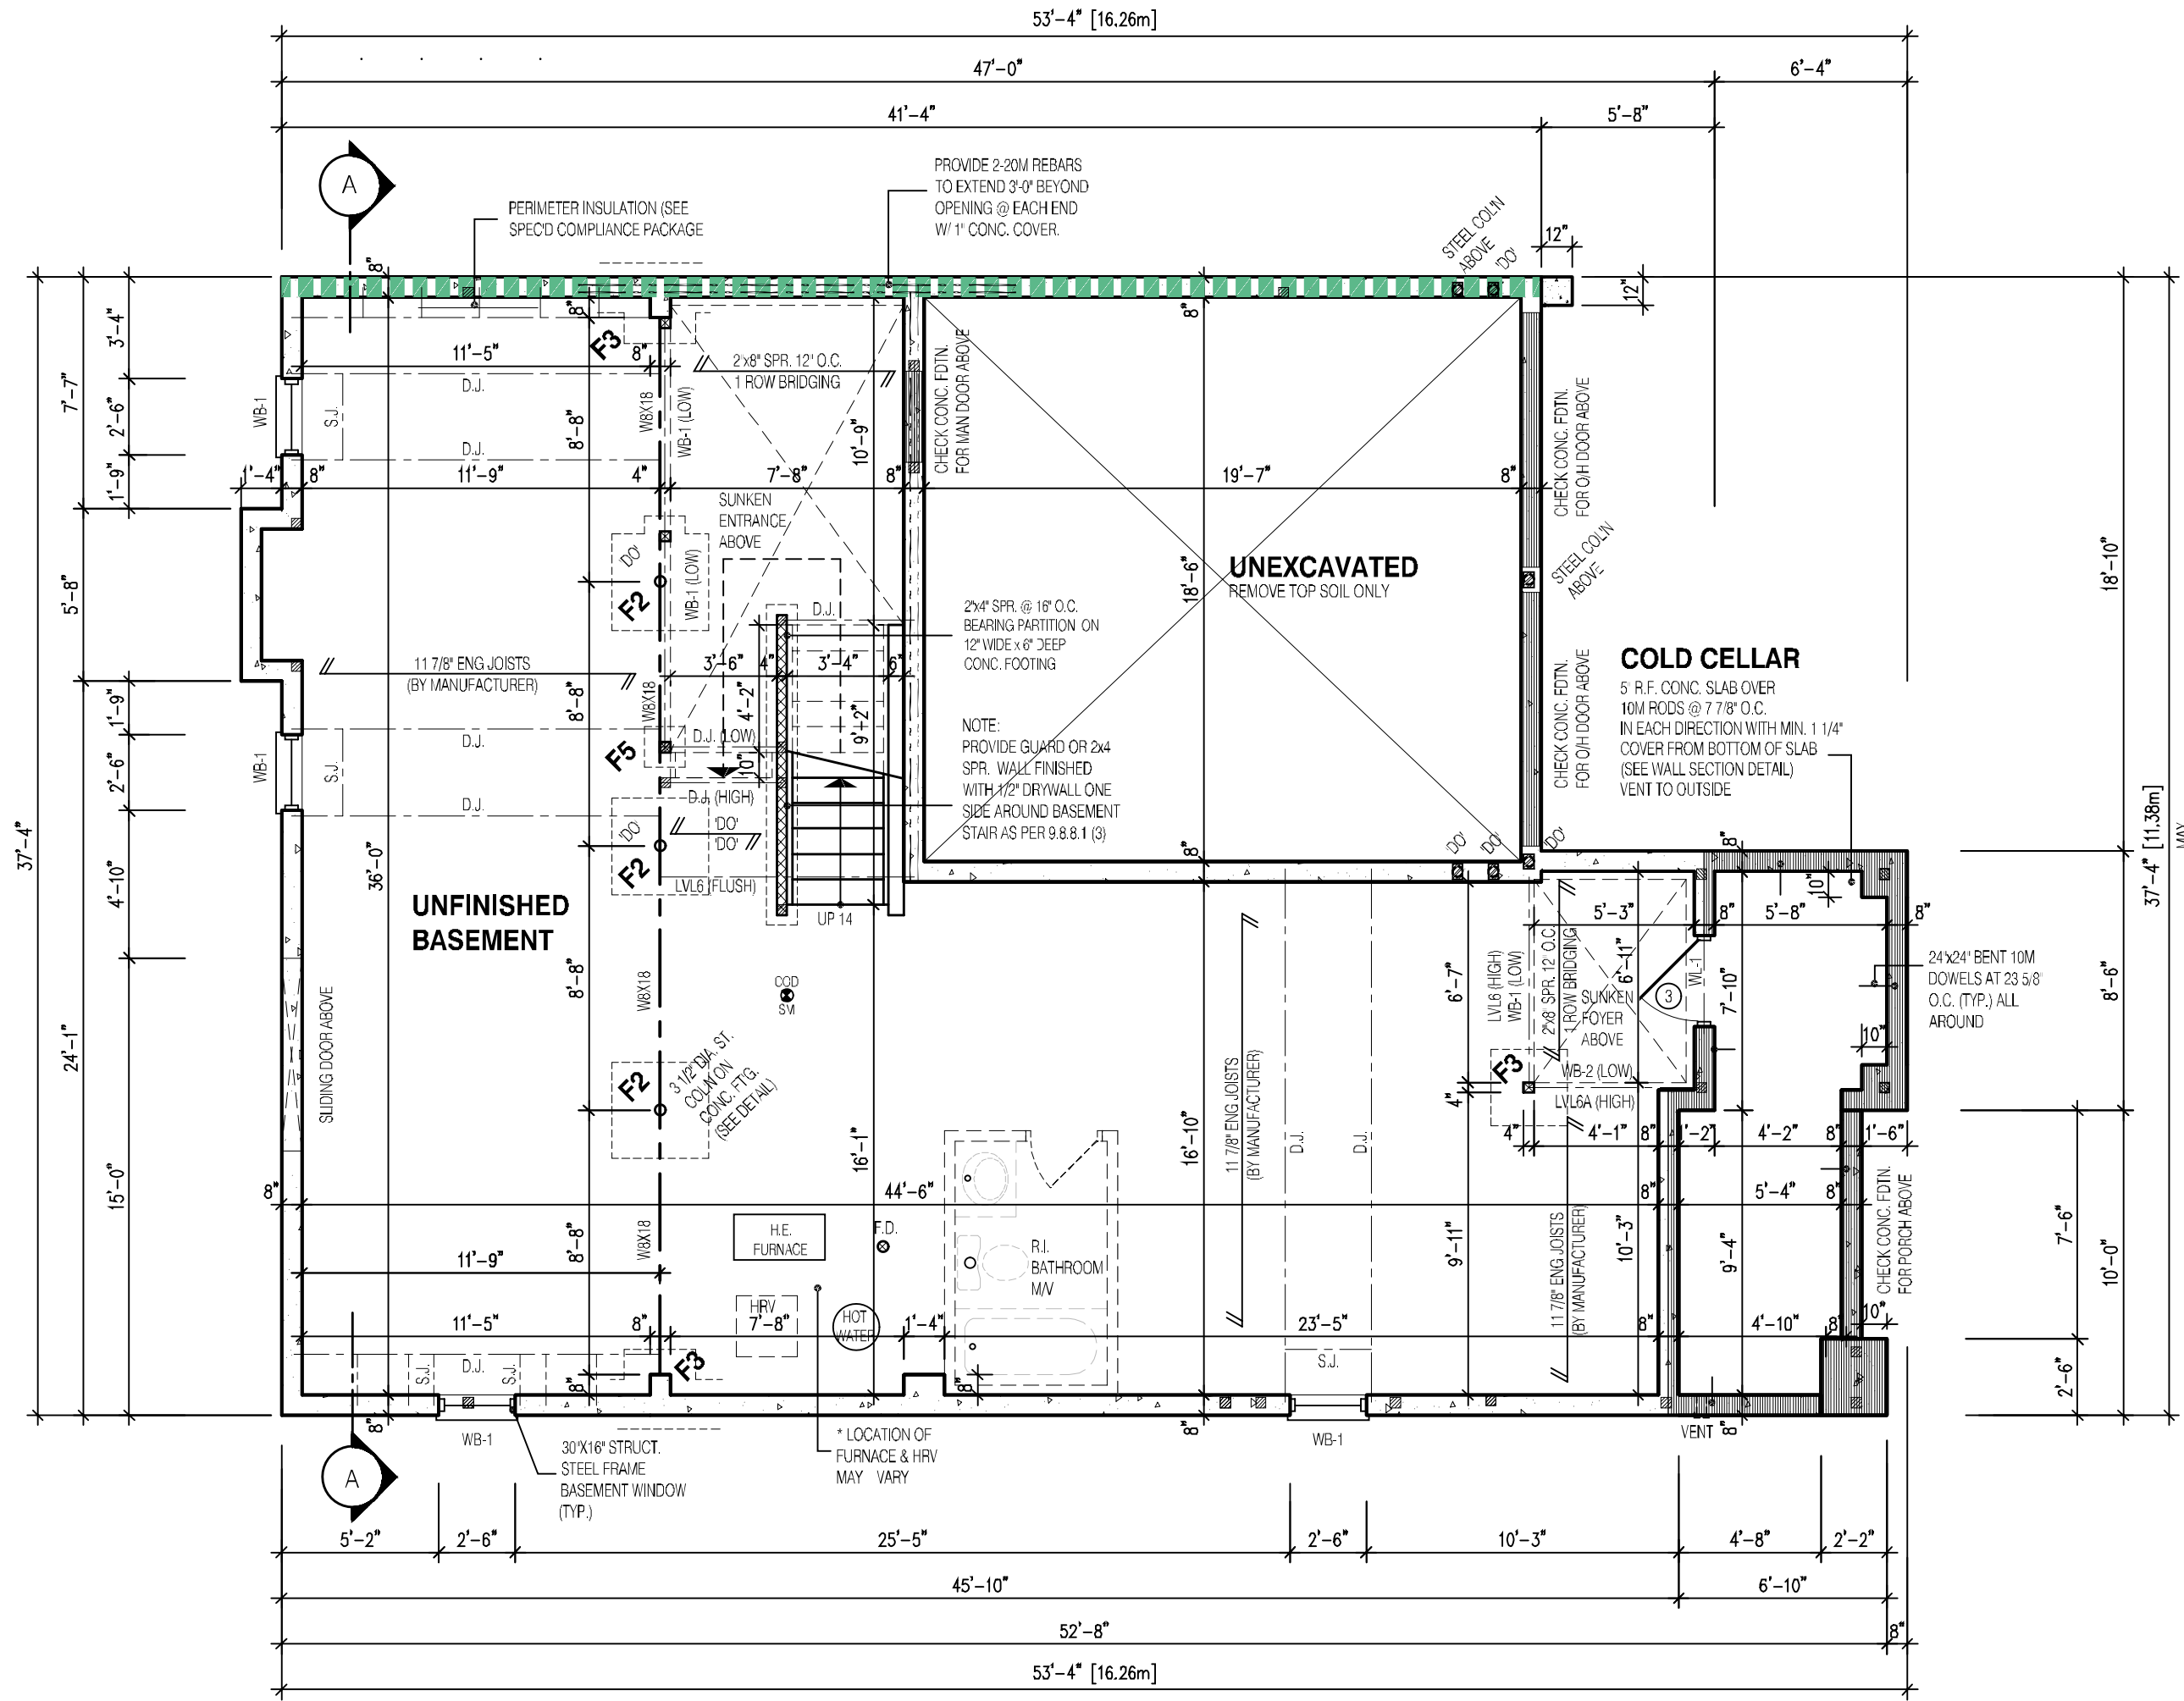 53'-4" [16.26m]
47'-0"
6'-4"
41'-4"
5'-8"
A
PERIMETER INSULATION (SEE
SPEC'D COMPLIANCE PACKAGE
PROVIDE 2-20M REBARS
TO EXTEND 3'-0" BEYOND
OPENING @ EACH END
W/ 1" CONC. COVER.
STEEL COL'N
ABOVE
'DO'
12"
12"
8"
8"
8"
F3
3'-4"
7'-7"
2'-6"
1'-9"
WB-1
S.J.
11'-5"
8"
D.J.
D.J.
8'-8"
W8X18
WB-1 (LOW)
2"x8" SPR. 12" O.C.
1 ROW BRIDGING
10'-9"
CHECK CONC. FDTN.
FOR MAN DOOR ABOVE
CHECK CONC. FDTN.
FOR O/H DOOR ABOVE
1'-4"
8"
11'-9"
4"
7'-8"
8"
19'-7"
8"
SUNKEN
ENTRANCE
ABOVE
'DO'
F2
WB-1 (LOW)
5'-8"
18'-6"
UNEXCAVATED
REMOVE TOP SOIL ONLY
STEEL COL'N
ABOVE
18'-10"
2"x4" SPR. @ 16" O.C.
BEARING PARTITION ON
12" WIDE x 6" DEEP
CONC. FOOTING
D.J.
11 7/8" ENG JOISTS
(BY MANUFACTURER)
3'-6"
4"
3'-4"
6"
4'-2"
9'-2"
10"
8'-8"
W8X18
F5
D.J. (LOW)
D.J. (HIGH)
'DO'
'DO'
NOTE:
PROVIDE GUARD OR 2x4
SPR. WALL FINISHED
WITH 1/2" DRYWALL ONE
SIDE AROUND BASEMENT
STAIR AS PER 9.8.8.1 (3)
CHECK CONC. FDTN.
FOR O/H DOOR ABOVE
COLD CELLAR
5" R.F. CONC. SLAB OVER
10M RODS @ 7 7/8" O.C.
IN EACH DIRECTION WITH MIN. 1 1/4"
COVER FROM BOTTOM OF SLAB
(SEE WALL SECTION DETAIL)
VENT TO OUTSIDE
1'-9"
2'-6"
4'-10"
WB-1
S.J.
D.J.
D.J.
37'-4"
24'-1"
15'-0"
36'-0"
'DO'
F2
LVL6 (FLUSH)
UP 14
8"
'DO'
'DO'
'DO'
8"
10"
37'-4" [11.38m]
MAX
UNFINISHED
BASEMENT
5'-3"
8"
5'-8"
8"
8'-8"
W8X18
COD
SM
SLIDING DOOR ABOVE
6'-7"
LVL6 (HIGH)
WB-1 (LOW)
2"x8" SPR. 12" O.C.
1 ROW BRIDGING
6'-11"
SUNKEN
FOYER
ABOVE
3
WL-1
7'-10"
24"x24" BENT 10M
DOWELS AT 23 5/8"
O.C. (TYP.) ALL
AROUND
8'-6"
10"
F2
3 1/2" DIA. ST.
COL'N ON
CONC. FTG.
(SEE DETAIL)
F3
WB-2 (LOW)
LVL6A (HIGH)
4"
4"
4'-1"
8"
1'-2"
4'-2"
8"
1'-6"
16'-1"
16'-10"
11 7/8" ENG JOISTS
(BY MANUFACTURER)
D.J.
D.J.
8"
44'-6"
8"
5'-4"
8"
CHECK CONC. FDTN.
FOR PORCH ABOVE
8'-8"
W8X18
H.E.
FURNACE
F.D.
R.I.
BATHROOM
M/V
9'-11"
10'-3"
11 7/8" ENG JOISTS
(BY MANUFACTURER)
9'-4"
7'-6"
10'-0"
11'-9"
HRV
HOT
WATER
11'-5"
8"
7'-8"
1'-4"
23'-5"
8"
4'-10"
8"
10"
S.J.
D.J.
S.J.
F3
8"
8"
S.J.
2'-6"
8"
8"
8"
VENT
A
WB-1
30"X16" STRUCT.
STEEL FRAME
BASEMENT WINDOW
(TYP.)
* LOCATION OF
FURNACE & HRV
MAY VARY
WB-1
5'-2"
2'-6"
25'-5"
2'-6"
10'-3"
4'-8"
2'-2"
45'-10"
6'-10"
52'-8"
8"
53'-4" [16.26m]